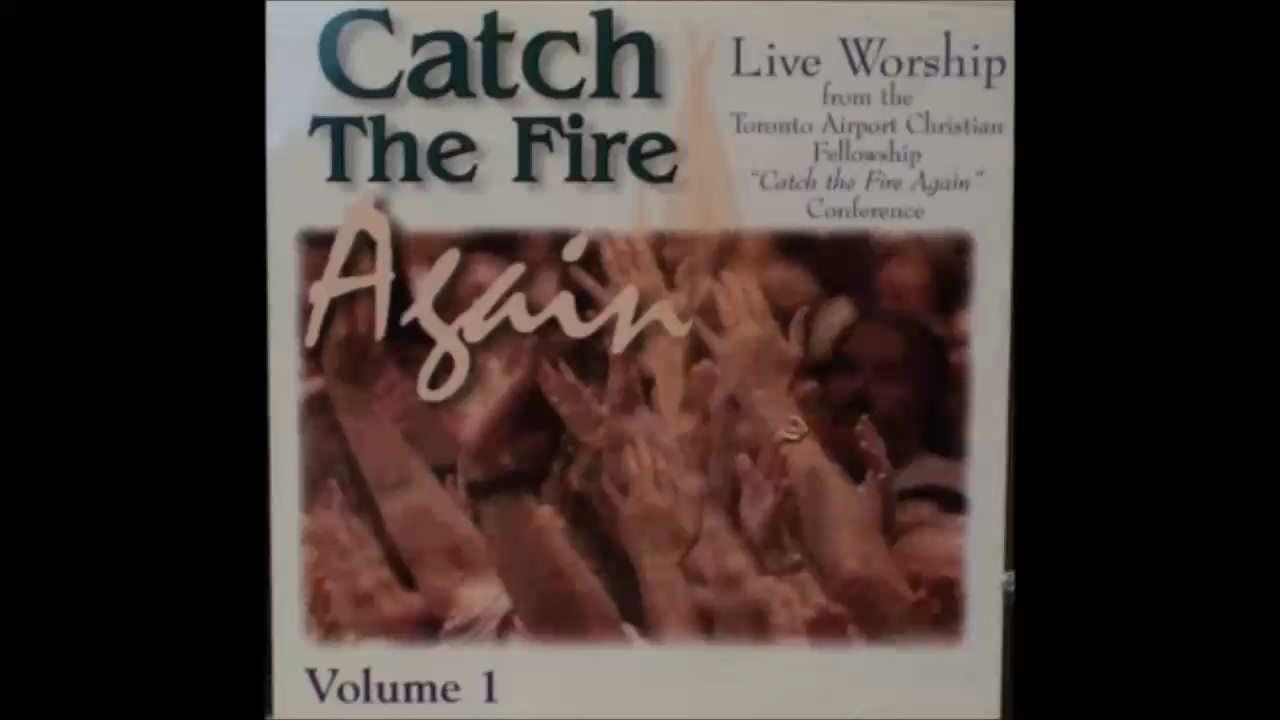 Catch
The Fire
Again
Live Worship
from the
Toronto Airport Christian
Fellowship
"Catch the Fire Again"
Conference
Volume 1